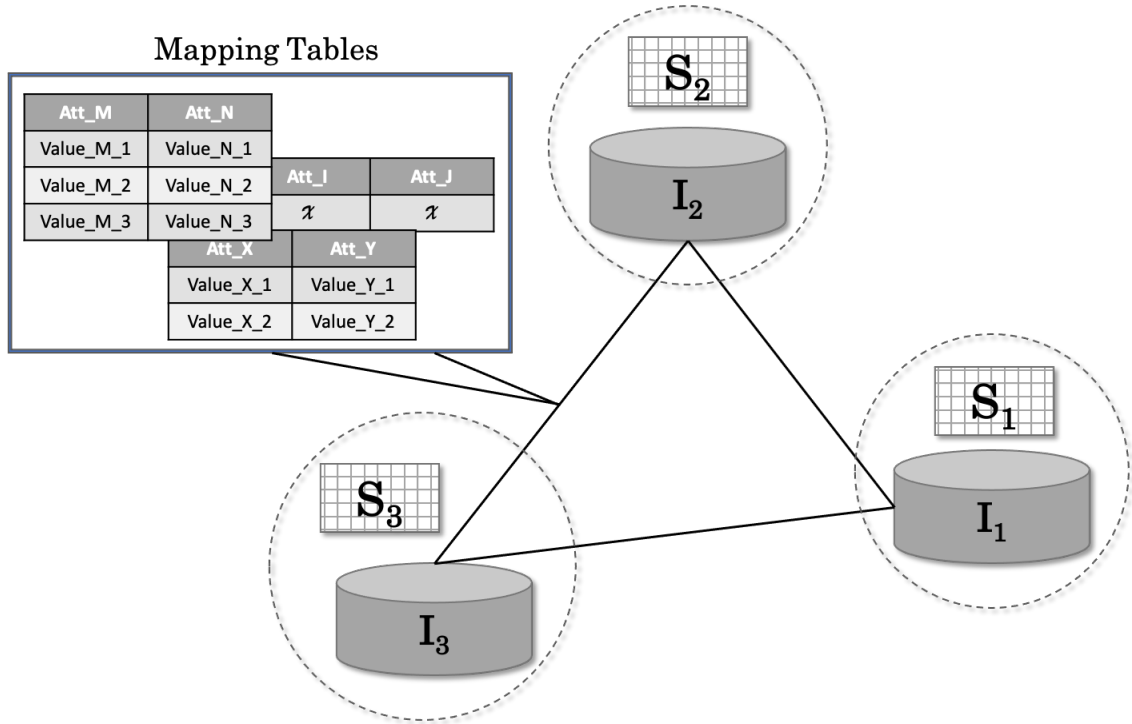 Mapping Tables
Att_M Att_N
Value_M_1 Value_N_1
Value_M_2 Value_N_2
Value_M_3 Value_N_3
Att_I Att_J
𝓍 𝓍
Att_X Att_Y
Value_X_1 Value_Y_1
Value_X_2 Value_Y_2
S₂
I₂
S₁
I₁
S₃
I₃